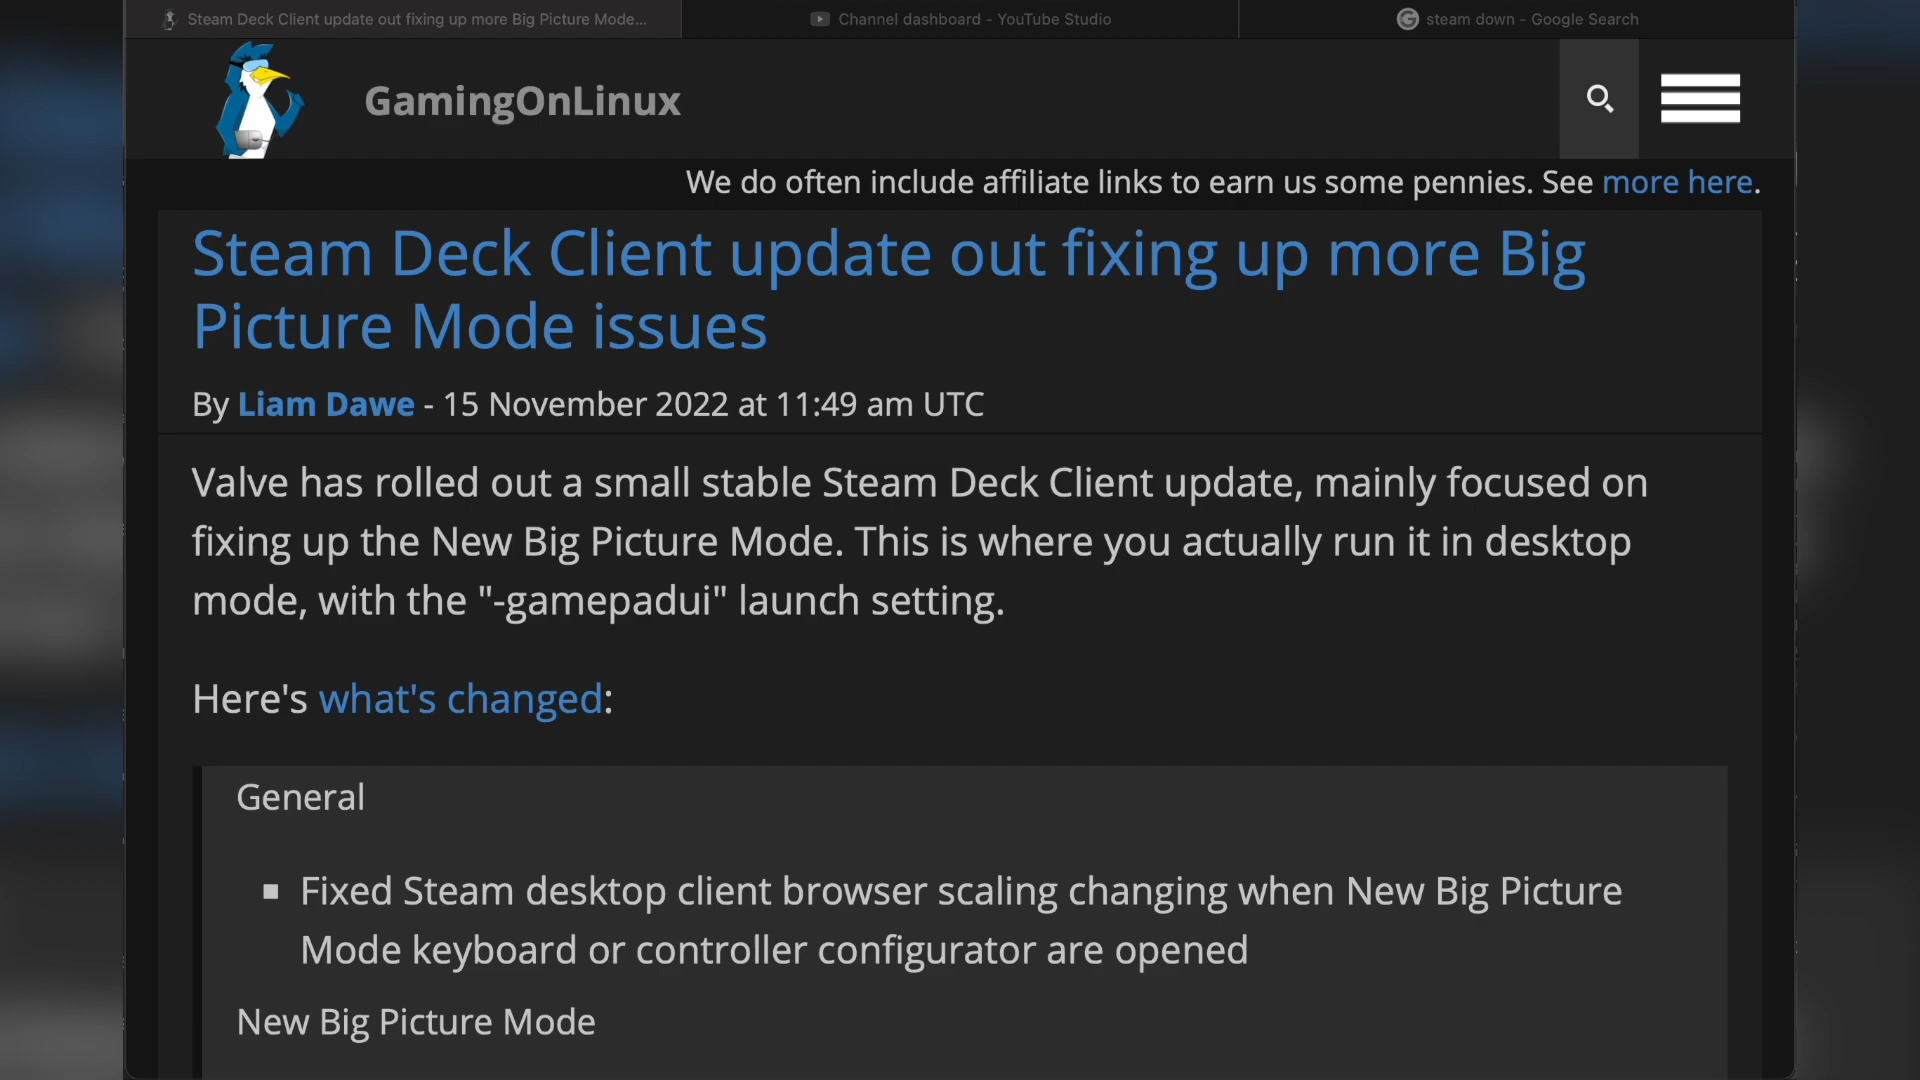 Steam Deck Client update out fixing up more Big Picture Mode...
Channel dashboard - YouTube Studio
steam down - Google Search
GamingOnLinux
We do often include affiliate links to earn us some pennies. See more here.
Steam Deck Client update out fixing up more Big
Picture Mode issues
By Liam Dawe - 15 November 2022 at 11:49 am UTC
Valve has rolled out a small stable Steam Deck Client update, mainly focused on
fixing up the New Big Picture Mode. This is where you actually run it in desktop
mode, with the "-gamepadui" launch setting.
Here's what's changed:
General
▪ Fixed Steam desktop client browser scaling changing when New Big Picture
Mode keyboard or controller configurator are opened
New Big Picture Mode